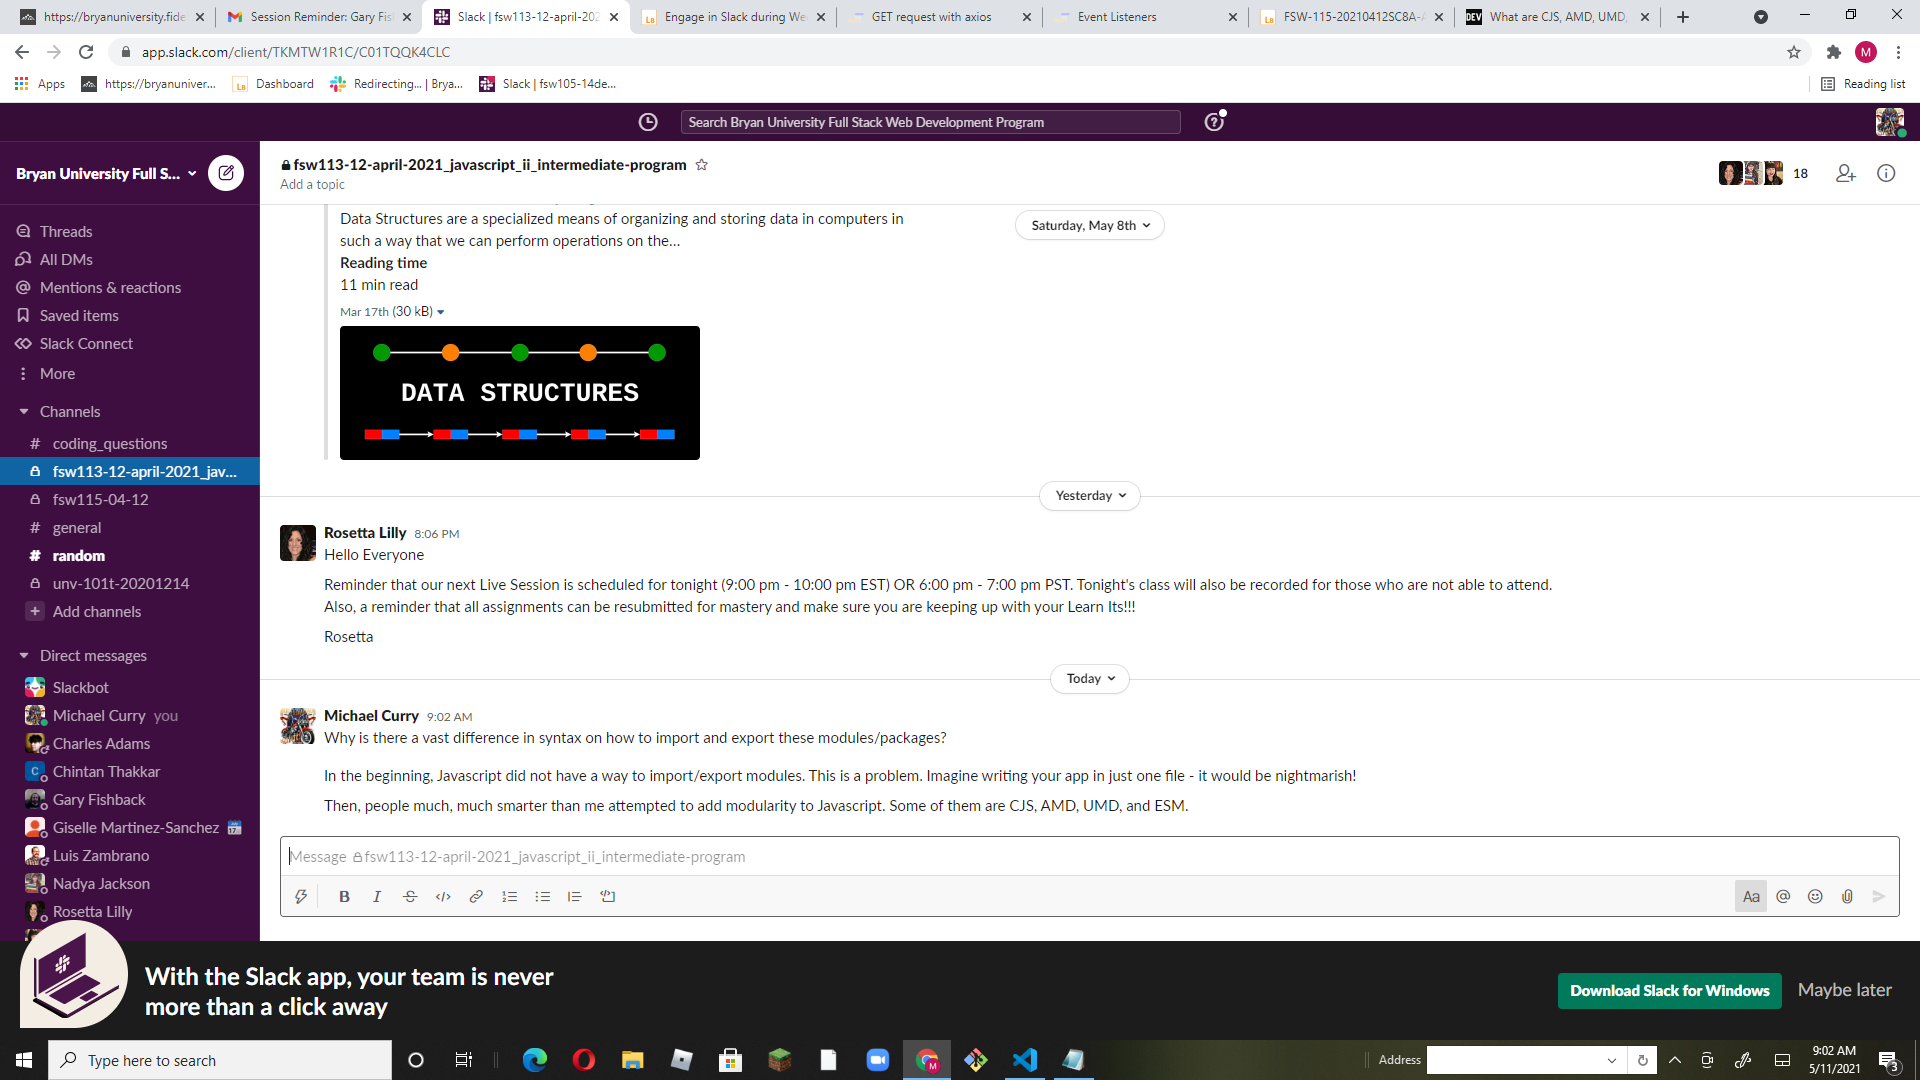 https://bryanuniversity.fide
Session Reminder: Gary Fish
Slack | fsw113-12-april-202
Engage in Slack during We
GET request with axios
Event Listeners
FSW-115-20210412SC8A-A
DEV
What are CJS, AMD, UMD,
app.slack.com/client/TKMTW1R1C/C01TQQK4CLC
M
Apps
https://bryanuniver...
Dashboard
Redirecting... | Brya...
Slack | fsw105-14de...
Reading list
Search Bryan University Full Stack Web Development Program
Bryan University Full S...
fsw113-12-april-2021_javascript_ii_intermediate-program
Add a topic
18
Threads
All DMs
Mentions & reactions
Saved items
Slack Connect
More
Channels
# coding_questions
fsw113-12-april-2021_jav...
fsw115-04-12
# general
# random
unv-101t-20201214
+ Add channels
Direct messages
Slackbot
Michael Curry you
Charles Adams
C Chintan Thakkar
Gary Fishback
Giselle Martinez-Sanchez
Luis Zambrano
Nadya Jackson
Rosetta Lilly
Data Structures are a specialized means of organizing and storing data in computers in
such a way that we can perform operations on the...
Saturday, May 8th
Reading time
11 min read
Mar 17th (30 kB)
DATA STRUCTURES
Yesterday
Rosetta Lilly 8:06 PM
Hello Everyone
Reminder that our next Live Session is scheduled for tonight (9:00 pm - 10:00 pm EST) OR 6:00 pm - 7:00 pm PST. Tonight's class will also be recorded for those who are not able to attend.
Also, a reminder that all assignments can be resubmitted for mastery and make sure you are keeping up with your Learn Its!!!
Rosetta
Today
Michael Curry 9:02 AM
Why is there a vast difference in syntax on how to import and export these modules/packages?
In the beginning, Javascript did not have a way to import/export modules. This is a problem. Imagine writing your app in just one file - it would be nightmarish!
Then, people much, much smarter than me attempted to add modularity to Javascript. Some of them are CJS, AMD, UMD, and ESM.
Message fsw113-12-april-2021_javascript_ii_intermediate-program
B I S </> Aa @
With the Slack app, your team is never
more than a click away
Download Slack for Windows
Maybe later
Type here to search
Address
9:02 AM
5/11/2021
3